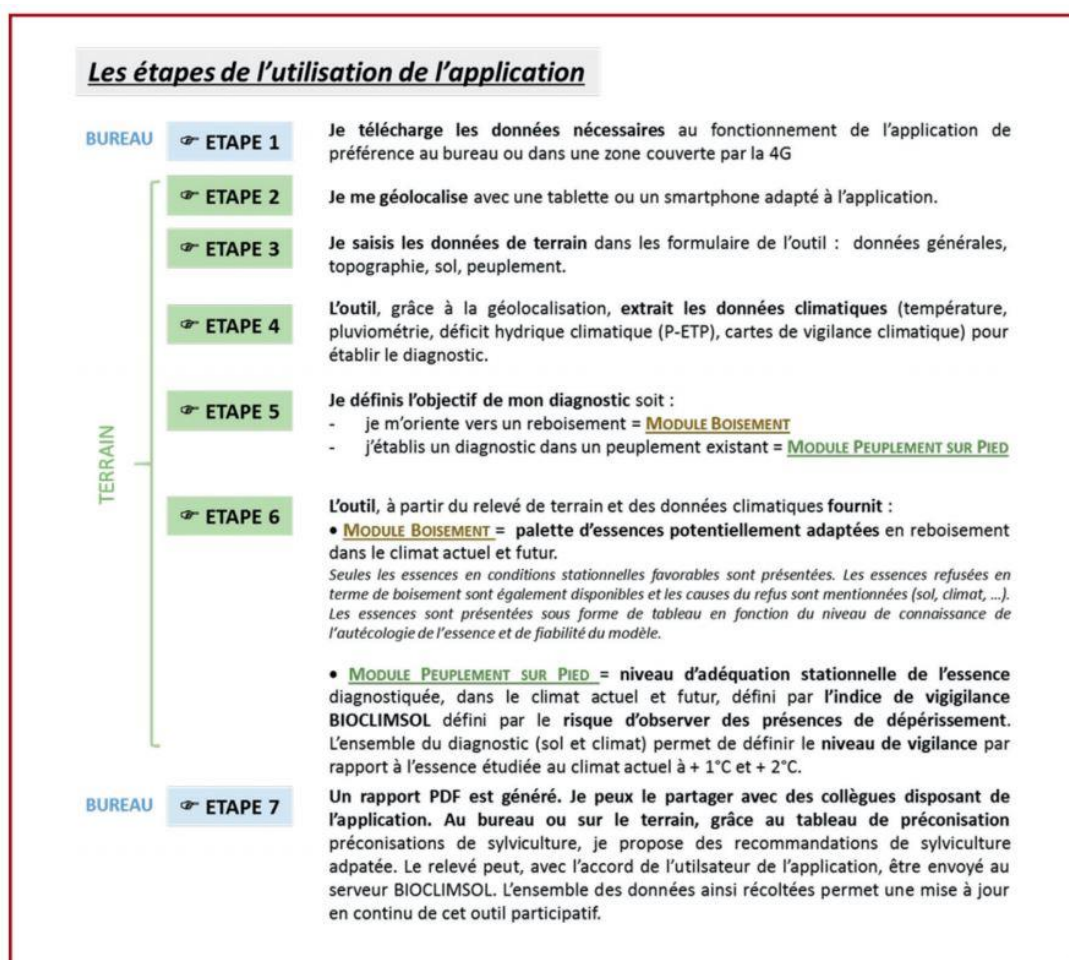 Les étapes de l’utilisation de l’application
BUREAU
☞ ETAPE 1
Je télécharge les données nécessaires au fonctionnement de l’application de
préférence au bureau ou dans une zone couverte par la 4G
TERRAIN
☞ ETAPE 2
Je me géolocalise avec une tablette ou un smartphone adapté à l’application.
☞ ETAPE 3
Je saisis les données de terrain dans les formulaire de l’outil : données générales,
topographie, sol, peuplement.
☞ ETAPE 4
L’outil, grâce à la géolocalisation, extrait les données climatiques (température,
pluviométrie, déficit hydrique climatique (P-ETP), cartes de vigilance climatique) pour
établir le diagnostic.
☞ ETAPE 5
Je définis l’objectif de mon diagnostic soit :
- je m’oriente vers un reboisement = MODULE BOISEMENT
- j’établis un diagnostic dans un peuplement existant = MODULE PEUPLEMENT SUR PIED
☞ ETAPE 6
L’outil, à partir du relevé de terrain et des données climatiques fournit :
• MODULE BOISEMENT = palette d’essences potentiellement adaptées en reboisement
dans le climat actuel et futur.
Seules les essences en conditions stationnelles favorables sont présentées. Les essences refusées en
terme de boisement sont également disponibles et les causes du refus sont mentionnées (sol, climat, ...).
Les essences sont présentées sous forme de tableau en fonction du niveau de connaissance de
l’autécologie de l’essence et de fiabilité du modèle.
• MODULE PEUPLEMENT SUR PIED = niveau d’adéquation stationnelle de l’essence
diagnostiquée, dans le climat actuel et futur, défini par l’indice de vigigilance
BIOCLIMSOL défini par le risque d’observer des présences de dépérissement.
L’ensemble du diagnostic (sol et climat) permet de définir le niveau de vigilance par
rapport à l’essence étudiée au climat actuel à + 1°C et + 2°C.
BUREAU
☞ ETAPE 7
Un rapport PDF est généré. Je peux le partager avec des collègues disposant de
l’application. Au bureau ou sur le terrain, grâce au tableau de préconisation
préconisations de sylviculture, je propose des recommandations de sylviculture
adpatée. Le relevé peut, avec l’accord de l’utilsateur de l’application, être envoyé au
serveur BIOCLIMSOL. L’ensemble des données ainsi récoltées permet une mise à jour
en continu de cet outil participatif.